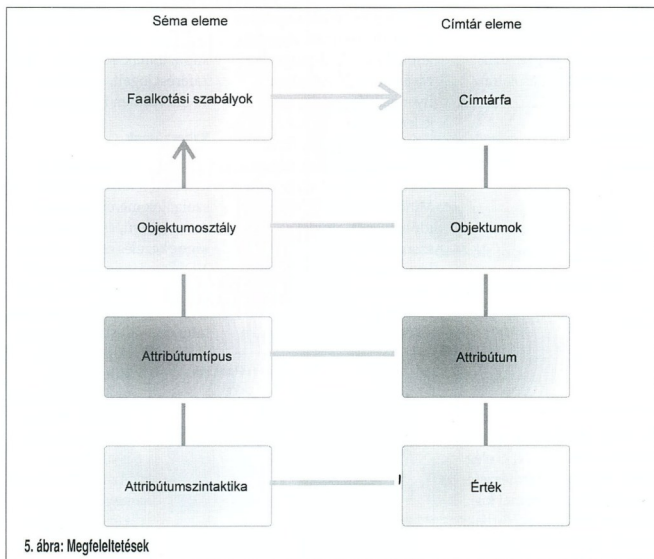 Séma eleme
Címtár eleme
Faalkotási szabályok
Címtárfa
Objektumosztály
Objektumok
Attribútumtípus
Attribútum
Attribútumszintaktika
Érték
5. ábra: Megfeleltetések